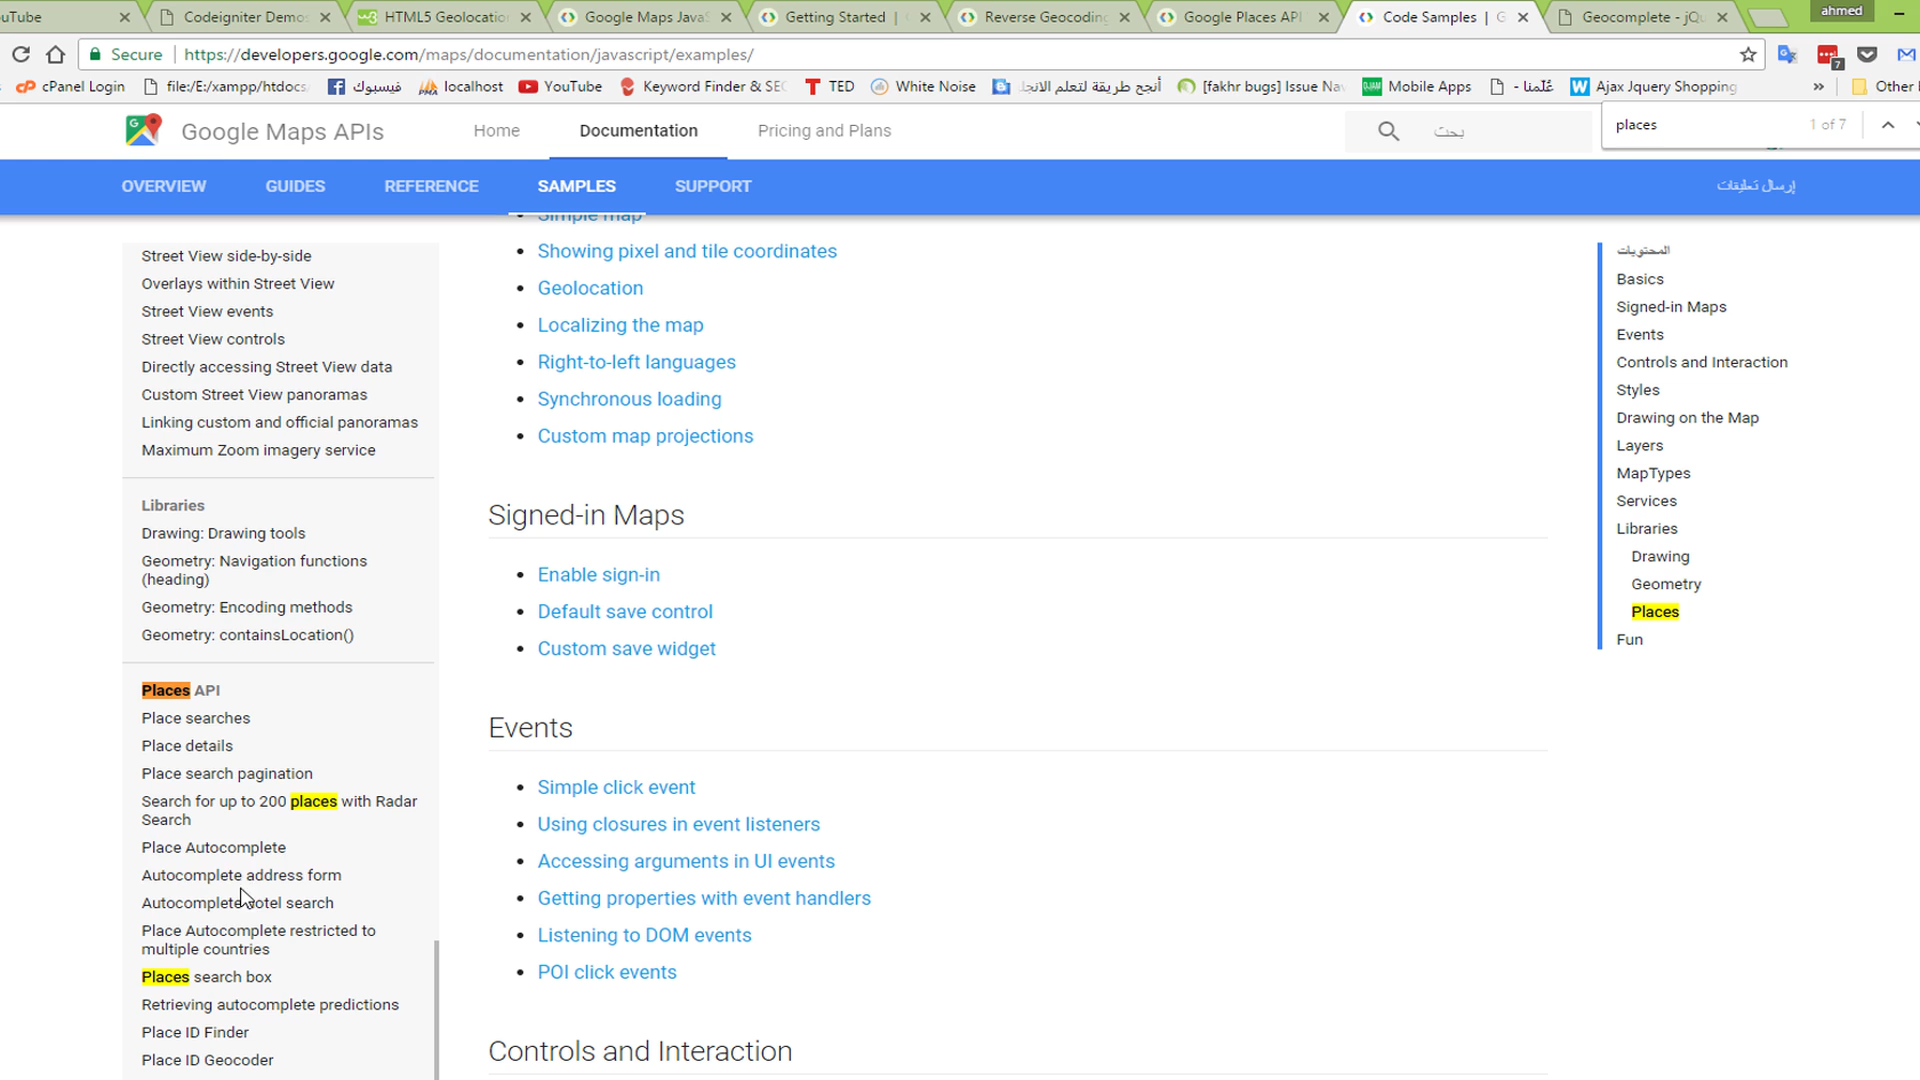 uTube
Codeigniter Demo
HTML5 Geolocation
Google Maps JavaS
Getting Started |
Reverse Geocoding
Google Places API
Code Samples | G
Geocomplete - jQu
ahmed
Secure https://developers.google.com/maps/documentation/javascript/examples/
7
cPanel Login file:/E:/xampp/htdocs فيسبوك localhost YouTube Keyword Finder & SEO TED White Noise أنجح طريقة لتعلم الانجل [fakhr bugs] Issue Na Mobile Apps عُلّمنا - Ajax Jquery Shopping » Other
Google Maps APIs
Home
Documentation
Pricing and Plans
بحث
places 1 of 7
OVERVIEW GUIDES REFERENCE SAMPLES SUPPORT
إرسال تعليقات
Street View side-by-side
Overlays within Street View
Street View events
Street View controls
Directly accessing Street View data
Custom Street View panoramas
Linking custom and official panoramas
Maximum Zoom imagery service
Libraries
Drawing: Drawing tools
Geometry: Navigation functions
(heading)
Geometry: Encoding methods
Geometry: containsLocation()
Places API
Place searches
Place details
Place search pagination
Search for up to 200 places with Radar
Search
Place Autocomplete
Autocomplete address form
Autocomplete hotel search
Place Autocomplete restricted to
multiple countries
Places search box
Retrieving autocomplete predictions
Place ID Finder
Place ID Geocoder
Simple map
Showing pixel and tile coordinates
Geolocation
Localizing the map
Right-to-left languages
Synchronous loading
Custom map projections
Signed-in Maps
Enable sign-in
Default save control
Custom save widget
Events
Simple click event
Using closures in event listeners
Accessing arguments in UI events
Getting properties with event handlers
Listening to DOM events
POI click events
Controls and Interaction
المحتويات
Basics
Signed-in Maps
Events
Controls and Interaction
Styles
Drawing on the Map
Layers
MapTypes
Services
Libraries
Drawing
Geometry
Places
Fun